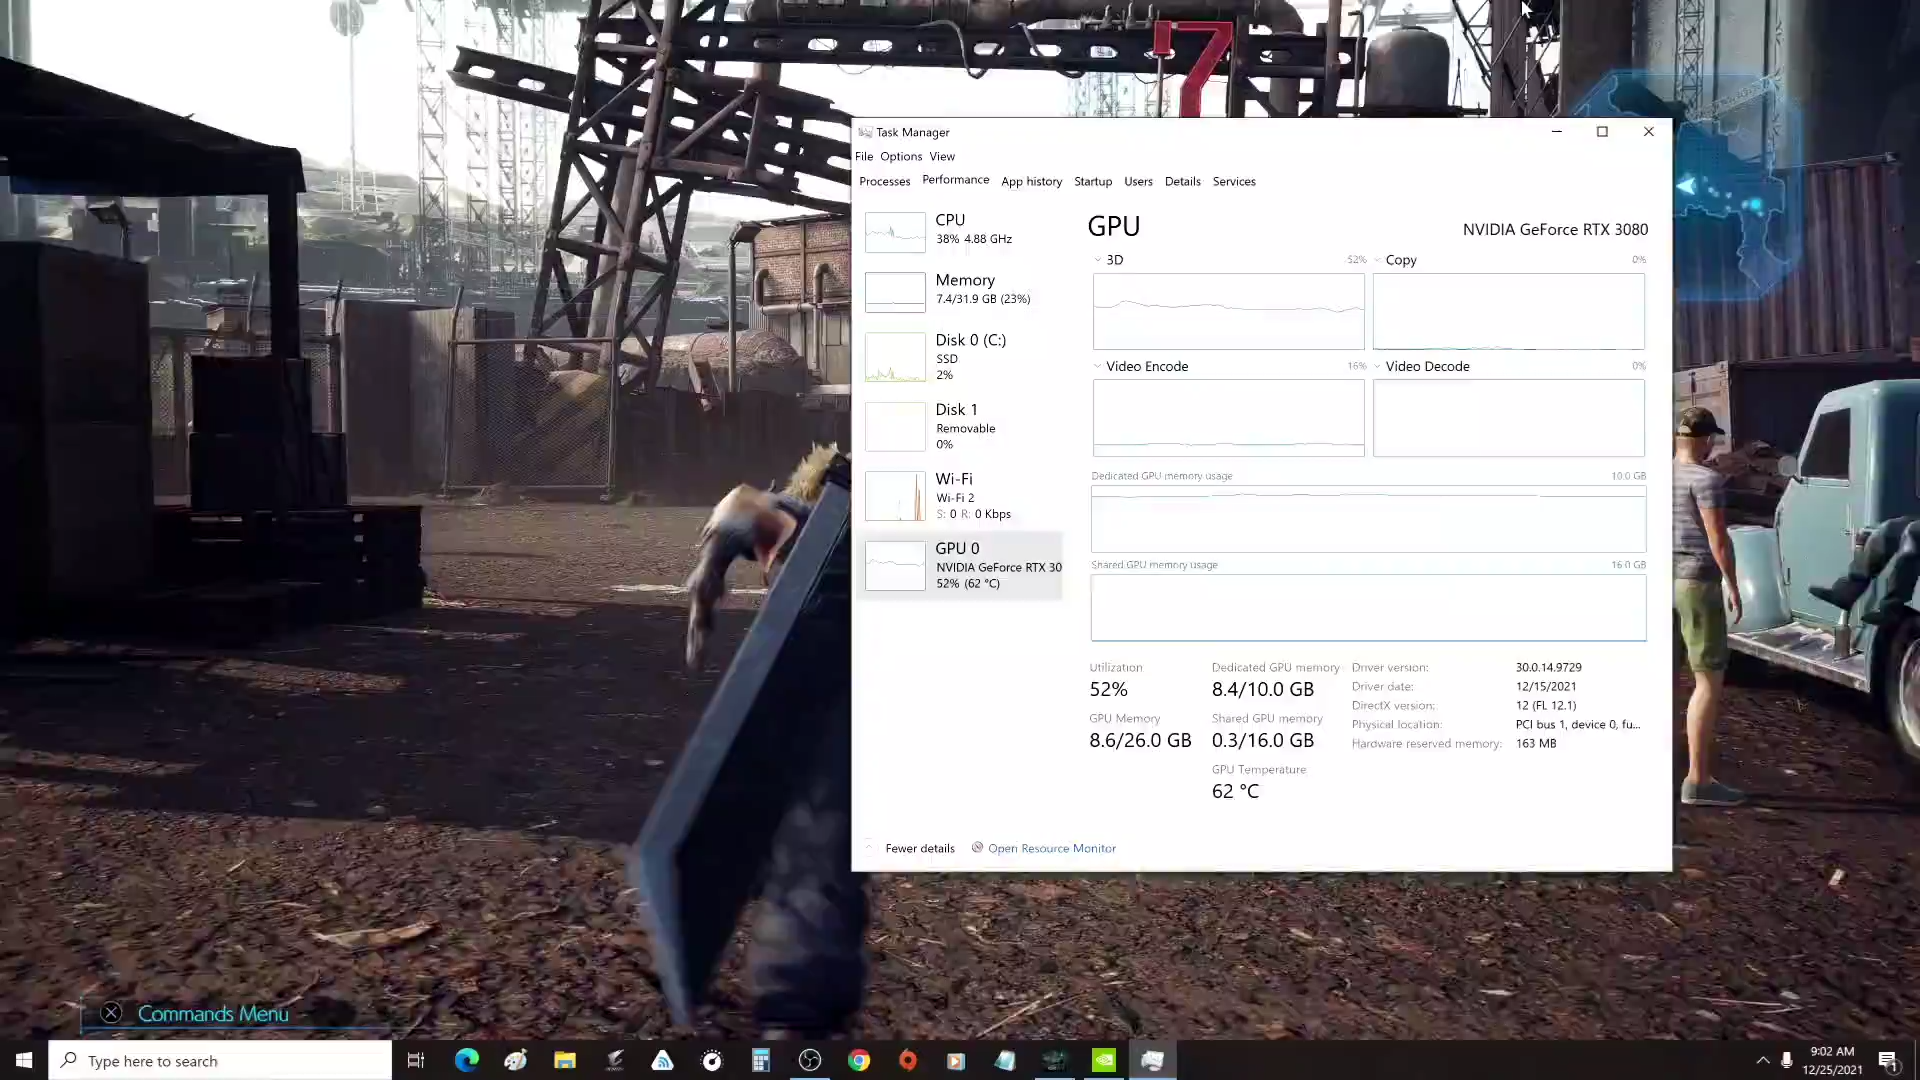 7
Task Manager
File Options View
Processes Performance App history Startup Users Details Services
CPU
38% 4.88 GHz
Memory
7.4/31.9 GB (23%)
Disk 0 (C:)
SSD
2%
Disk 1
Removable
0%
Wi-Fi
Wi-Fi 2
S: 0 R: 0 Kbps
GPU 0
NVIDIA GeForce RTX 30
52% (62 °C)
GPU
NVIDIA GeForce RTX 3080
3D 52%
Copy 0%
Video Encode 16%
Video Decode 0%
Dedicated GPU memory usage 10.0 GB
Shared GPU memory usage 16.0 GB
Utilization
52%
Dedicated GPU memory
8.4/10.0 GB
GPU Memory
8.6/26.0 GB
Shared GPU memory
0.3/16.0 GB
GPU Temperature
62 °C
Driver version: 30.0.14.9729
Driver date: 12/15/2021
DirectX version: 12 (FL 12.1)
Physical location: PCI bus 1, device 0, fu...
Hardware reserved memory: 163 MB
Fewer details
Open Resource Monitor
Commands Menu
Type here to search
9:02 AM
12/25/2021
1